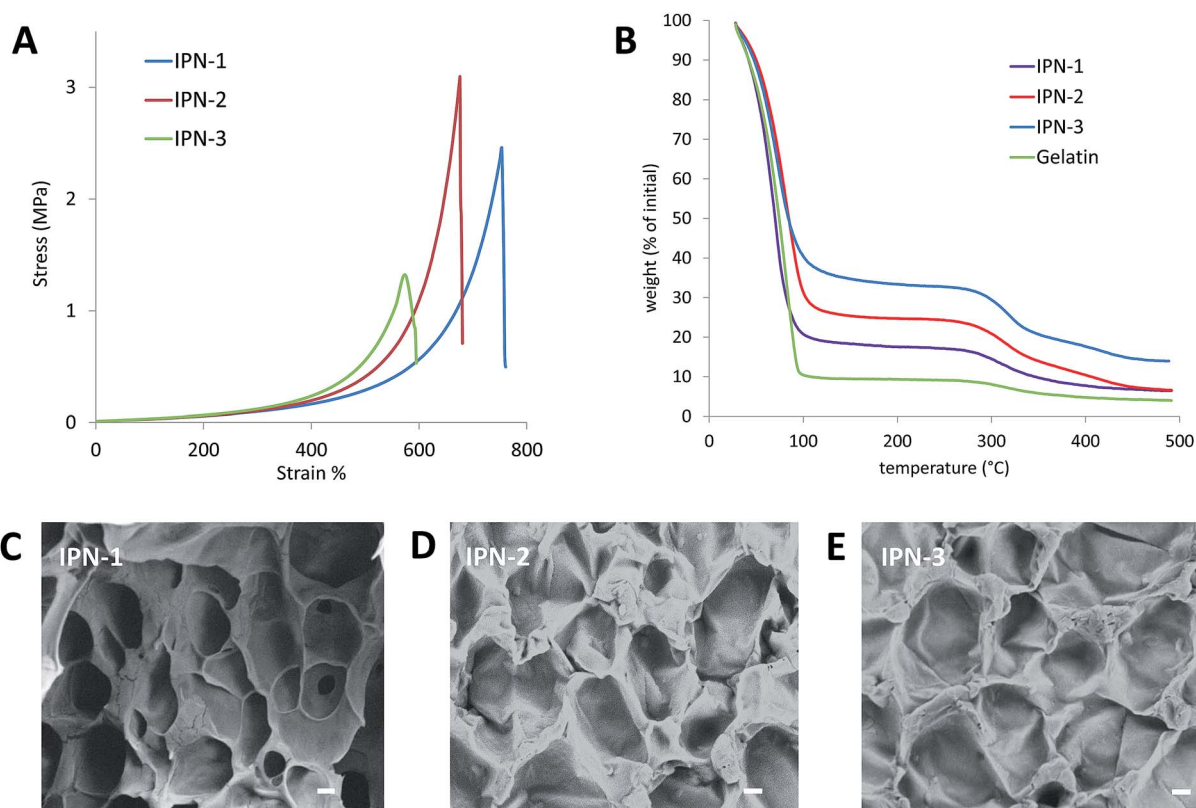 A
IPN-1
IPN-2
IPN-3
Stress (MPa)
3
2
1
0
0 200 400 600 800
Strain %
B
IPN-1
IPN-2
IPN-3
Gelatin
weight (% of initial)
100
90
80
70
60
50
40
30
20
10
0
0 100 200 300 400 500
temperature (°C)
C
IPN-1
D
IPN-2
E
IPN-3